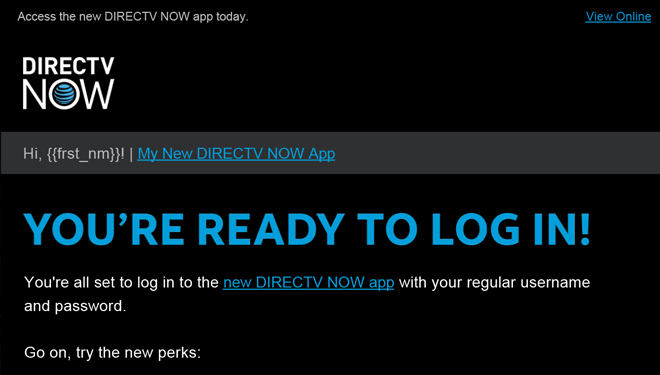 Access the new DIRECTV NOW app today.
View Online
DIRECTV
NOW
Hi, {{frst_nm}}! | My New DIRECTV NOW App
YOU'RE READY TO LOG IN!
You're all set to log in to the new DIRECTV NOW app with your regular username
and password.
Go on, try the new perks: